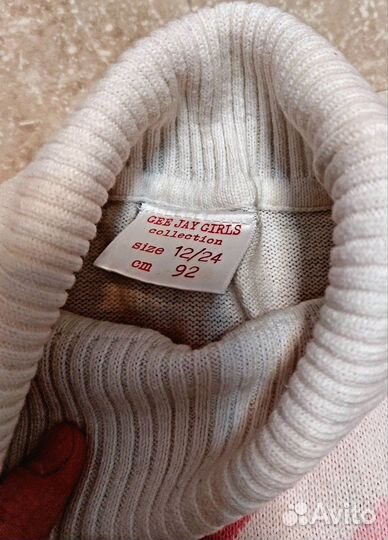 GEE JAY GIRLS
collection
size 12/24
cm 92
Avito